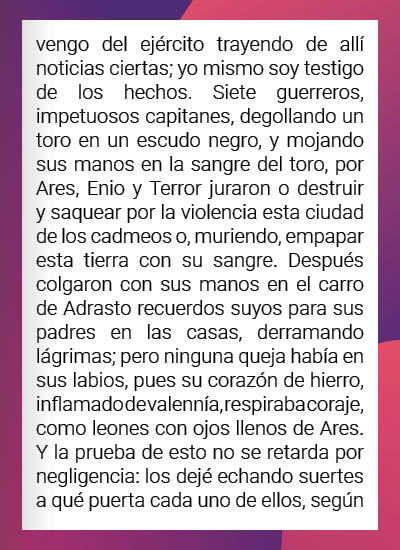 vengo del ejército trayendo de allí
noticias ciertas; yo mismo soy testigo
de los hechos. Siete guerreros,
impetuosos capitanes, degollando un
toro en un escudo negro, y mojando
sus manos en la sangre del toro, por
Ares, Enio y Terror juraron o destruir
y saquear por la violencia esta ciudad
de los cadmeos o, muriendo, empapar
esta tierra con su sangre. Después
colgaron con sus manos en el carro
de Adrasto recuerdos suyos para sus
padres en las casas, derramando
lágrimas; pero ninguna queja había en
sus labios, pues su corazón de hierro,
inflamado de valennía, respiraba coraje,
como leones con ojos llenos de Ares.
Y la prueba de esto no se retarda por
negligencia: los dejé echando suertes
a qué puerta cada uno de ellos, según